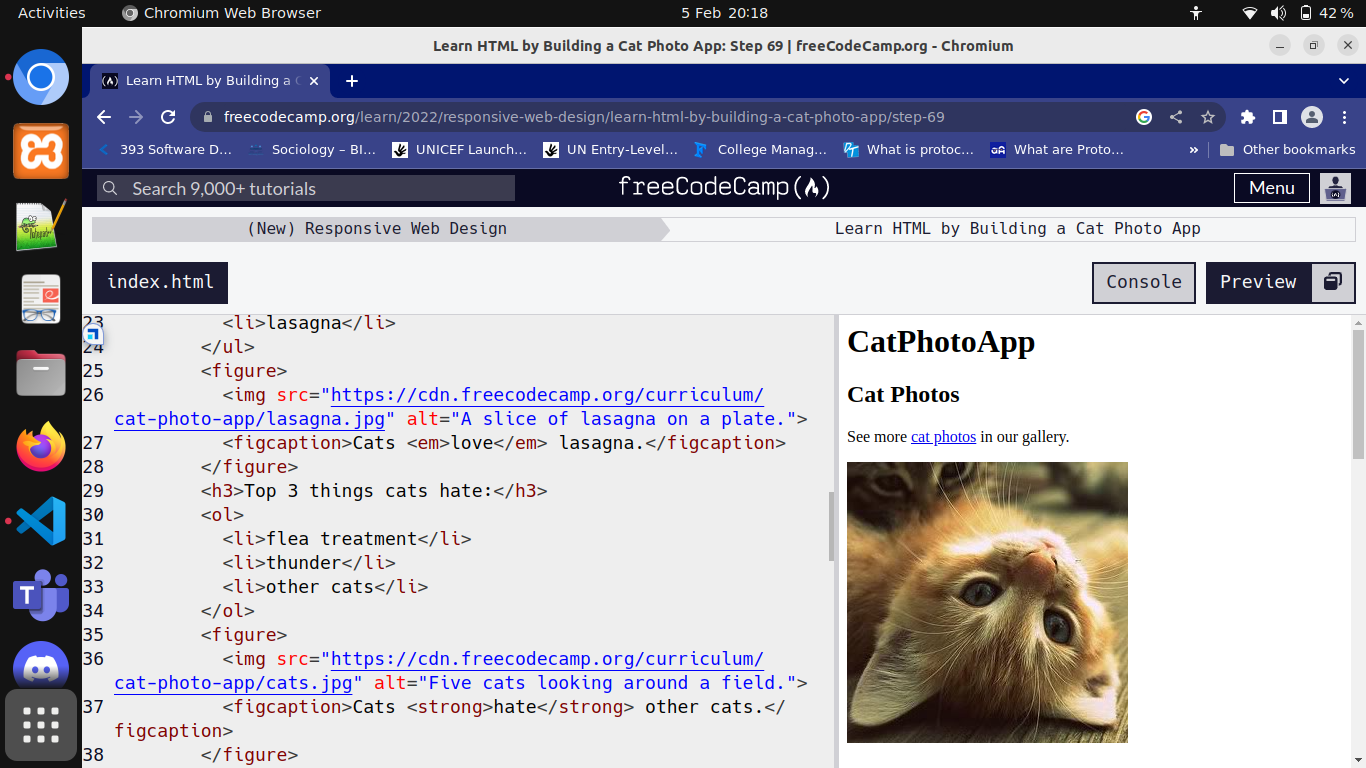 Activities
Chromium Web Browser
5 Feb 20:18
42 %
Learn HTML by Building a Cat Photo App: Step 69 | freeCodeCamp.org - Chromium
Learn HTML by Building a
freecodecamp.org/learn/2022/responsive-web-design/learn-html-by-building-a-cat-photo-app/step-69
393 Software D...
Sociology – BI...
UNICEF Launch...
UN Entry-Level...
College Manag...
What is protoc...
What are Proto...
»
Other bookmarks
Search 9,000+ tutorials
freeCodeCamp
Menu
(New) Responsive Web Design
Learn HTML by Building a Cat Photo App
index.html
Console
Preview
23 <li>lasagna</li>
24 </ul>
25 <figure>
26 <img src="https://cdn.freecodecamp.org/curriculum/
cat-photo-app/lasagna.jpg" alt="A slice of lasagna on a plate.">
27 <figcaption>Cats <em>love</em> lasagna.</figcaption>
28 </figure>
29 <h3>Top 3 things cats hate:</h3>
30 <ol>
31 <li>flea treatment</li>
32 <li>thunder</li>
33 <li>other cats</li>
34 </ol>
35 <figure>
36 <img src="https://cdn.freecodecamp.org/curriculum/
cat-photo-app/cats.jpg" alt="Five cats looking around a field.">
37 <figcaption>Cats <strong>hate</strong> other cats.</
figcaption>
38 </figure>
CatPhotoApp
Cat Photos
See more cat photos in our gallery.